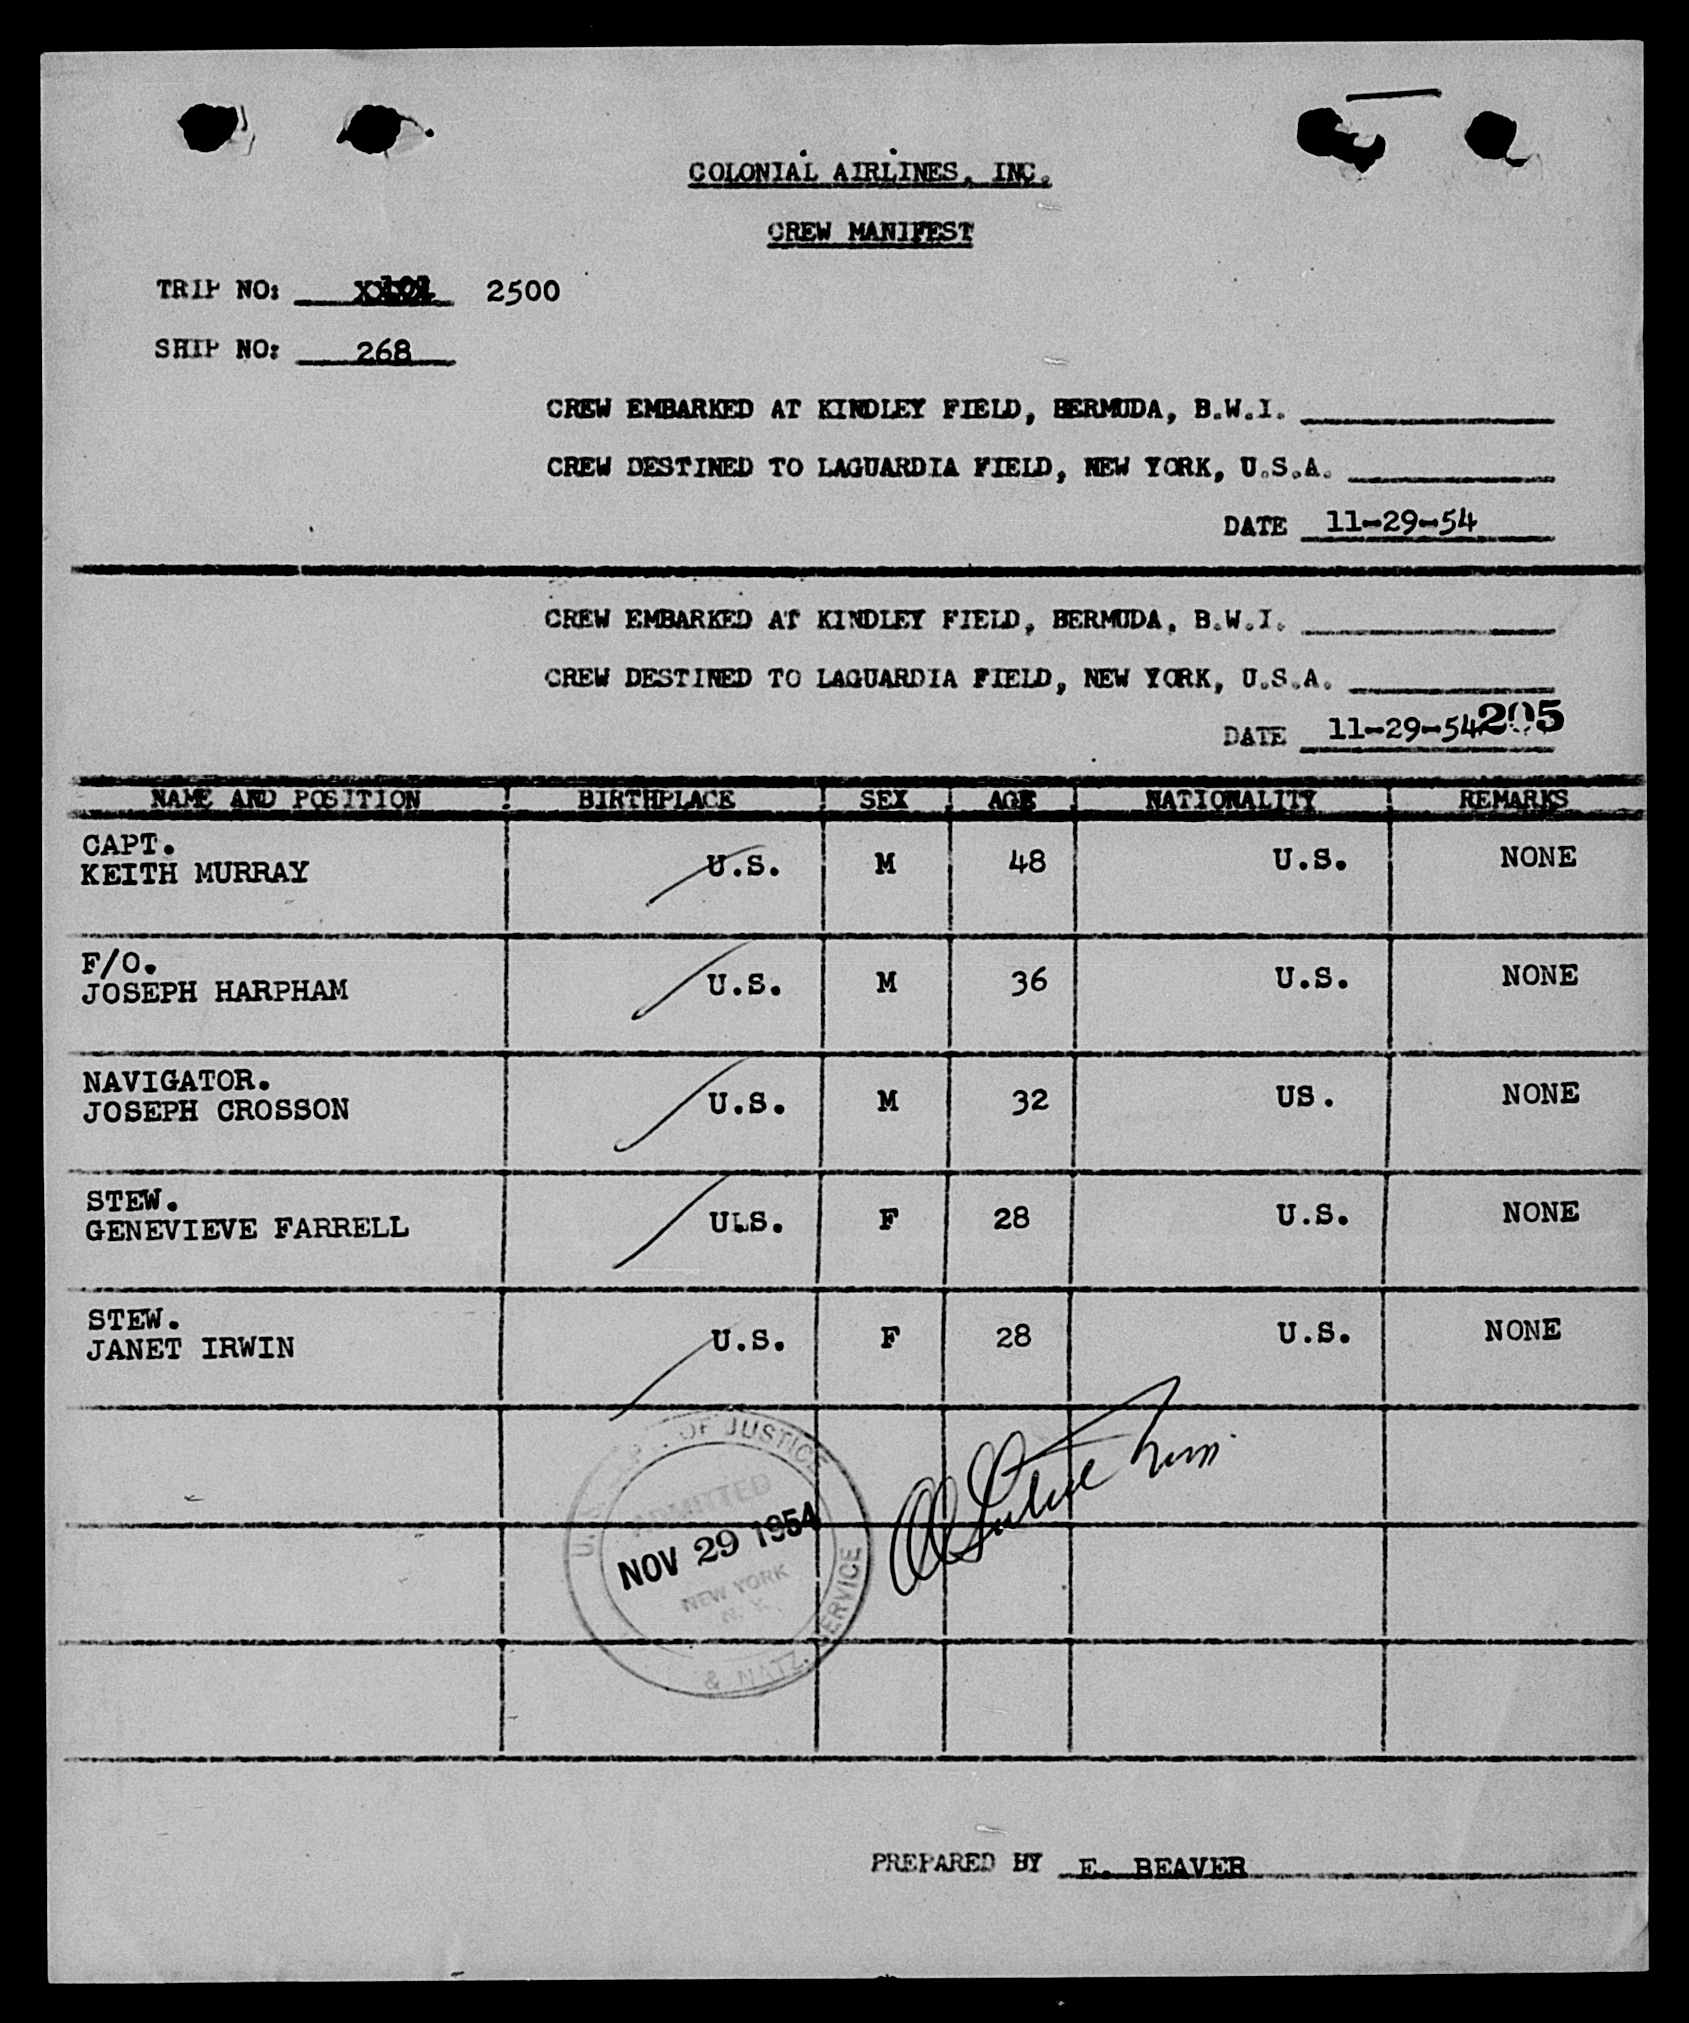 COLONIAL AIRLINES, INC.
CREW MANIFEST
TRIP NO: 2500
SHIP NO: 268
CREW EMBARKED AT KINDLEY FIELD, BERMUDA, B.W.I.
CREW DESTINED TO LAGUARDIA FIELD, NEW YORK, U.S.A.
DATE 11-29-54
CREW EMBARKED AT KINDLEY FIELD, BERMUDA, B.W.I.
CREW DESTINED TO LAGUARDIA FIELD, NEW YORK, U.S.A.
DATE 11-29-54 205
NAME AND POSITION BIRTHPLACE SEX AGE NATIONALITY REMARKS
CAPT.
KEITH MURRAY U.S. M 48 U.S. NONE
F/O.
JOSEPH HARPHAM U.S. M 36 U.S. NONE
NAVIGATOR.
JOSEPH CROSSON U.S. M 32 US. NONE
STEW.
GENEVIEVE FARRELL ULS. F 28 U.S. NONE
STEW.
JANET IRWIN U.S. F 28 U.S. NONE
OF JUSTICE
ADMITTED
NOV 29 1954
NEW YORK
N. Y.
& NATZ. SERVICE
PREPARED BY E. BEAVER